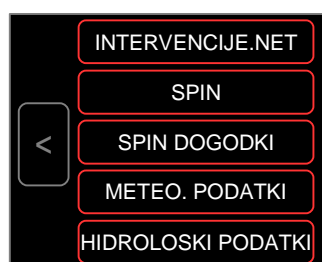 INTERVENCIJE.NET
SPIN
<
SPIN DOGODKI
METEO. PODATKI
HIDROLOSKI PODATKI